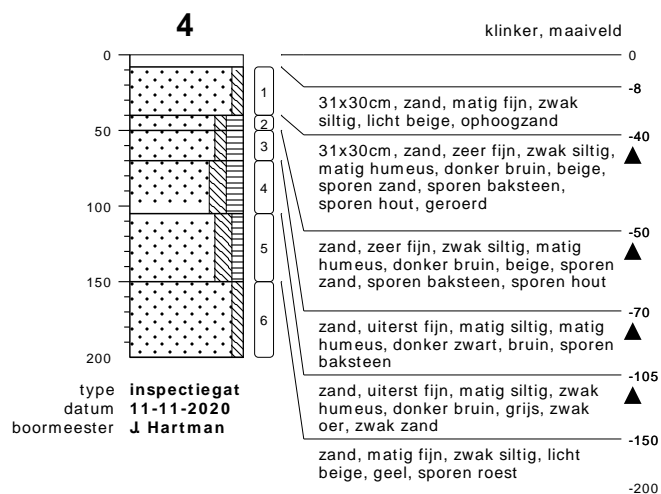 4
klinker, maaiveld
0
0
-8
1
31x30cm, zand, matig fijn, zwak
siltig, licht beige, ophoogzand
-40
2
50
3
31x30cm, zand, zeer fijn, zwak siltig,
matig humeus, donker bruin, beige,
sporen zand, sporen baksteen,
sporen hout, geroerd
4
100
-50
5
zand, zeer fijn, zwak siltig, matig
humeus, donker bruin, beige, sporen
zand, sporen baksteen, sporen hout
150
-70
6
zand, uiterst fijn, matig siltig, matig
humeus, donker zwart, bruin, sporen
baksteen
200
-105
type inspectiegat
datum 11-11-2020
boormeester J. Hartman
zand, uiterst fijn, matig siltig, zwak
humeus, donker bruin, grijs, zwak
oer, zwak zand
-150
zand, matig fijn, zwak siltig, licht
beige, geel, sporen roest
-200